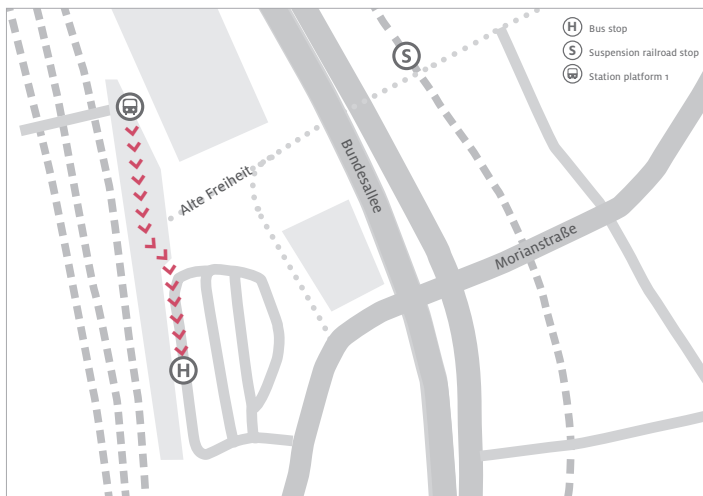 H Bus stop
S Suspension railroad stop
Station platform 1
S
Alte Freiheit
Bundesallee
Morianstraße
H